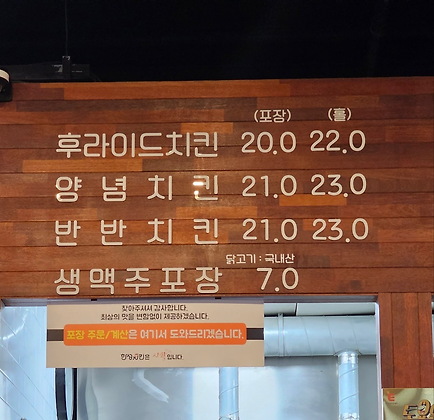 (포장) (홀)
후라이드치킨 20.0 22.0
양념치킨 21.0 23.0
반반치킨 21.0 23.0
닭고기 : 국내산
생맥주포장 7.0
찾아주셔서 감사합니다.
최상의 맛을 변함없이 제공하겠습니다.
포장 주문/계산은 여기서 도와드리겠습니다.
입니다.